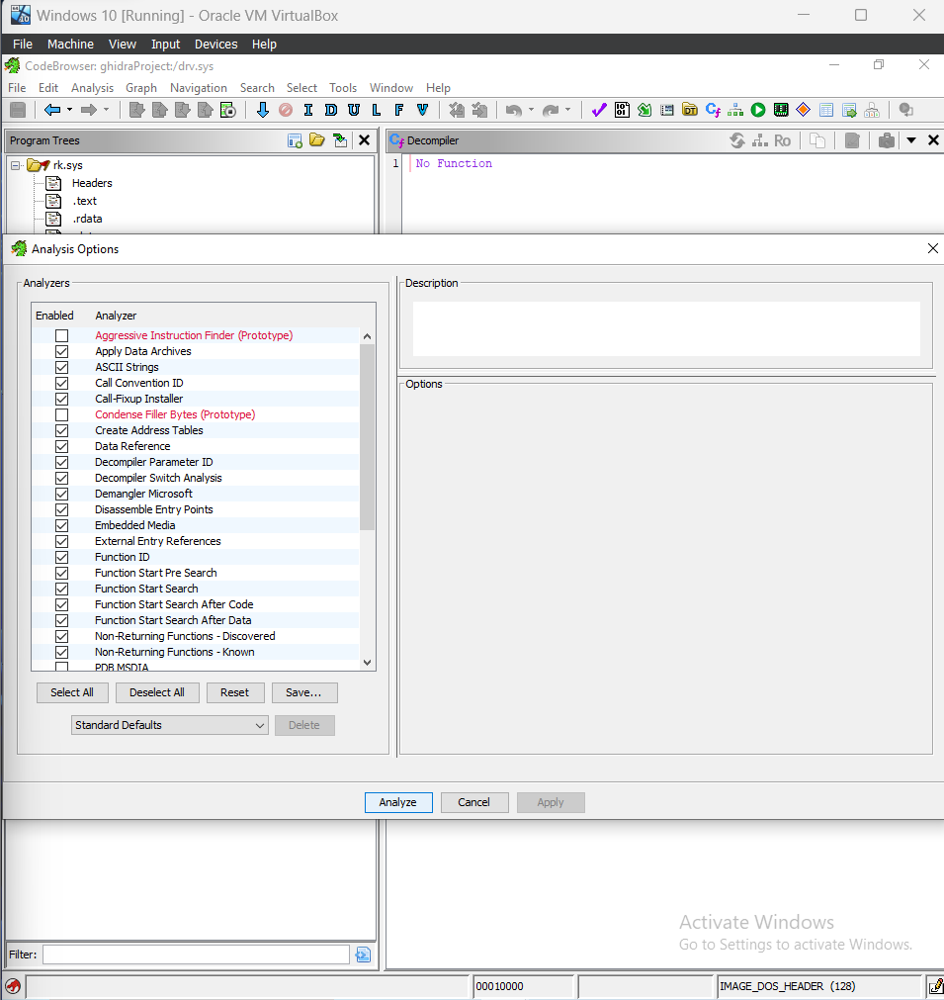 Windows 10 [Running] - Oracle VM VirtualBox
File Machine View Input Devices Help
CodeBrowser: ghidraProject:/drv.sys
File Edit Analysis Graph Navigation Search Select Tools Window Help
I D U L F V
Program Trees
Decompiler
Ro
rk.sys
1 No Function
Headers
.text
.rdata
Analysis Options
Analyzers
Enabled Analyzer
Aggressive Instruction Finder (Prototype)
Apply Data Archives
ASCII Strings
Call Convention ID
Call-Fixup Installer
Condense Filler Bytes (Prototype)
Create Address Tables
Data Reference
Decompiler Parameter ID
Decompiler Switch Analysis
Demangler Microsoft
Disassemble Entry Points
Embedded Media
External Entry References
Function ID
Function Start Pre Search
Function Start Search
Function Start Search After Code
Function Start Search After Data
Non-Returning Functions - Discovered
Non-Returning Functions - Known
PDB MSDIA
Select All Deselect All Reset Save...
Standard Defaults Delete
Description
Options
Analyze Cancel Apply
Activate Windows
Go to Settings to activate Windows.
Filter:
00010000 IMAGE_DOS_HEADER (128)